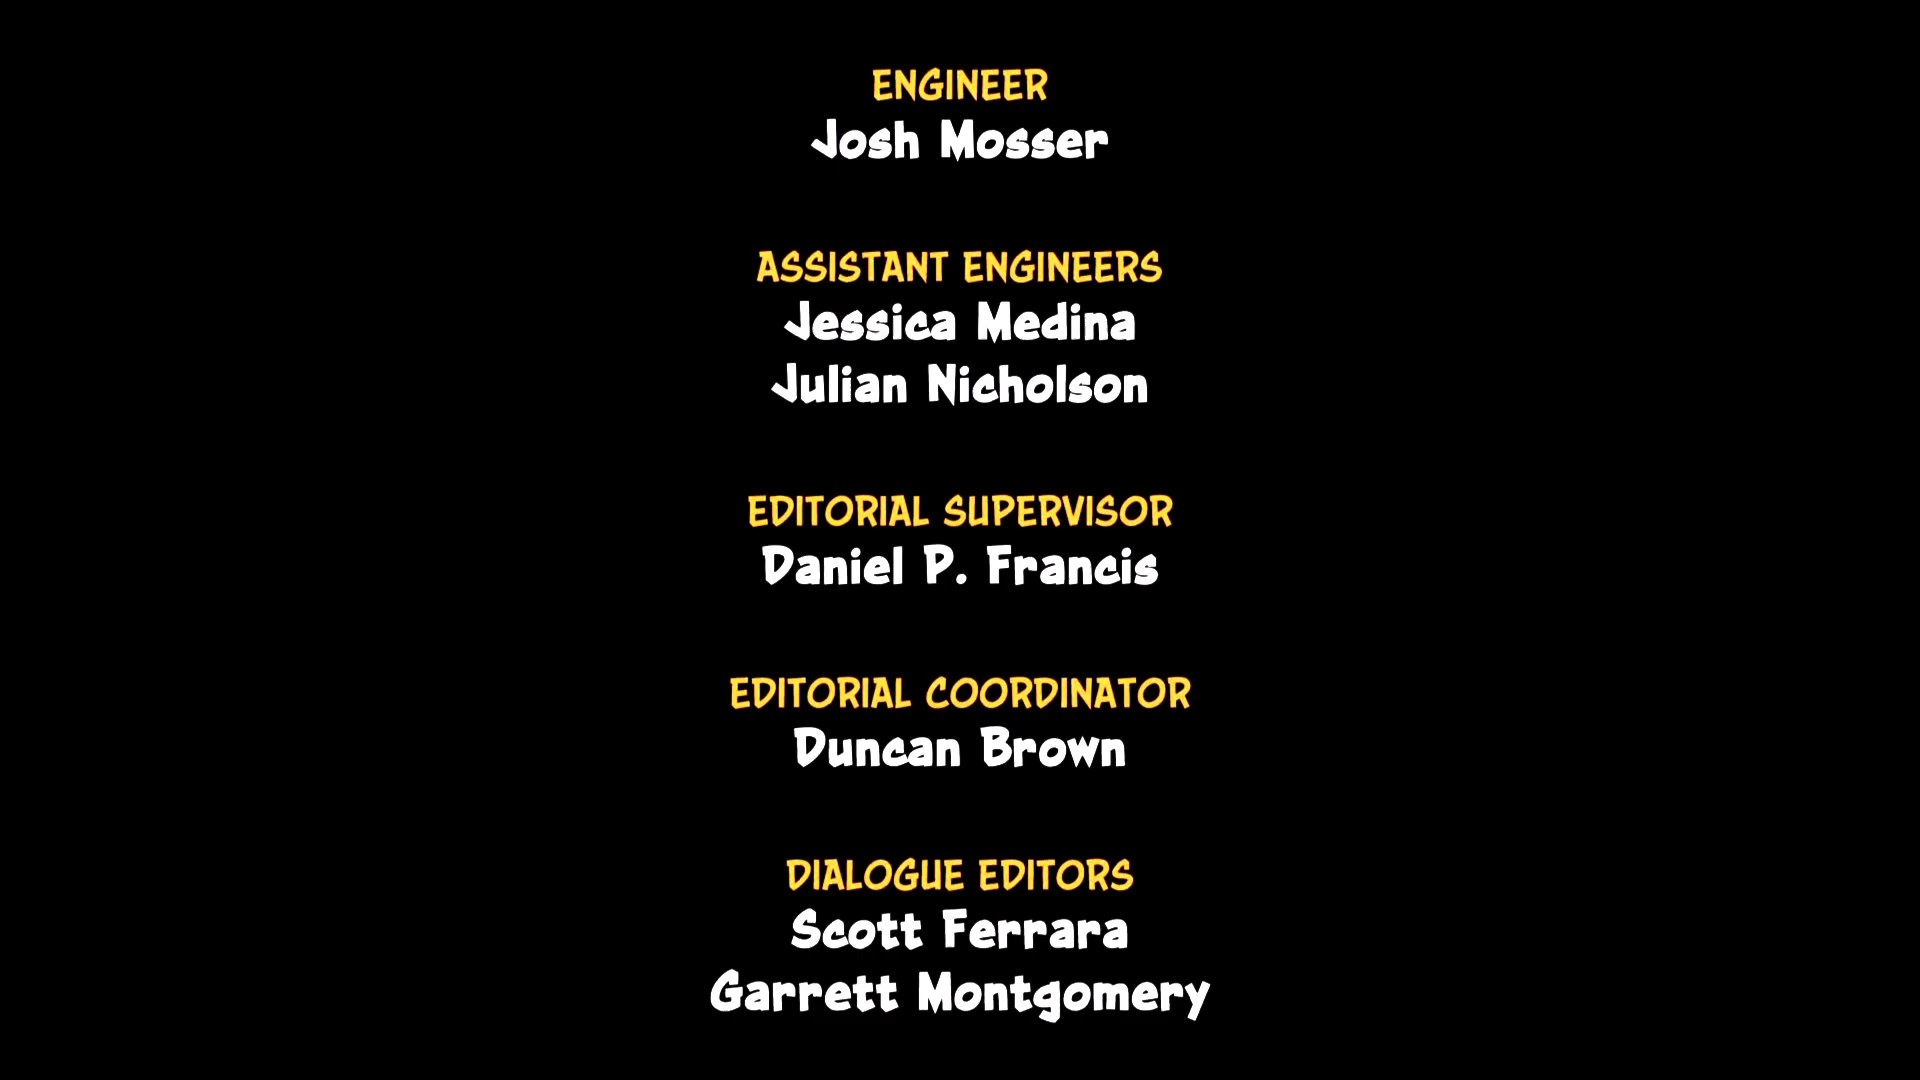 ENGINEER
Josh Mosser
ASSISTANT ENGINEERS
Jessica Medina
Julian Nicholson
EDITORIAL SUPERVISOR
Daniel P. Francis
EDITORIAL COORDINATOR
Duncan Brown
DIALOGUE EDITORS
Scott Ferrara
Garrett Montgomery